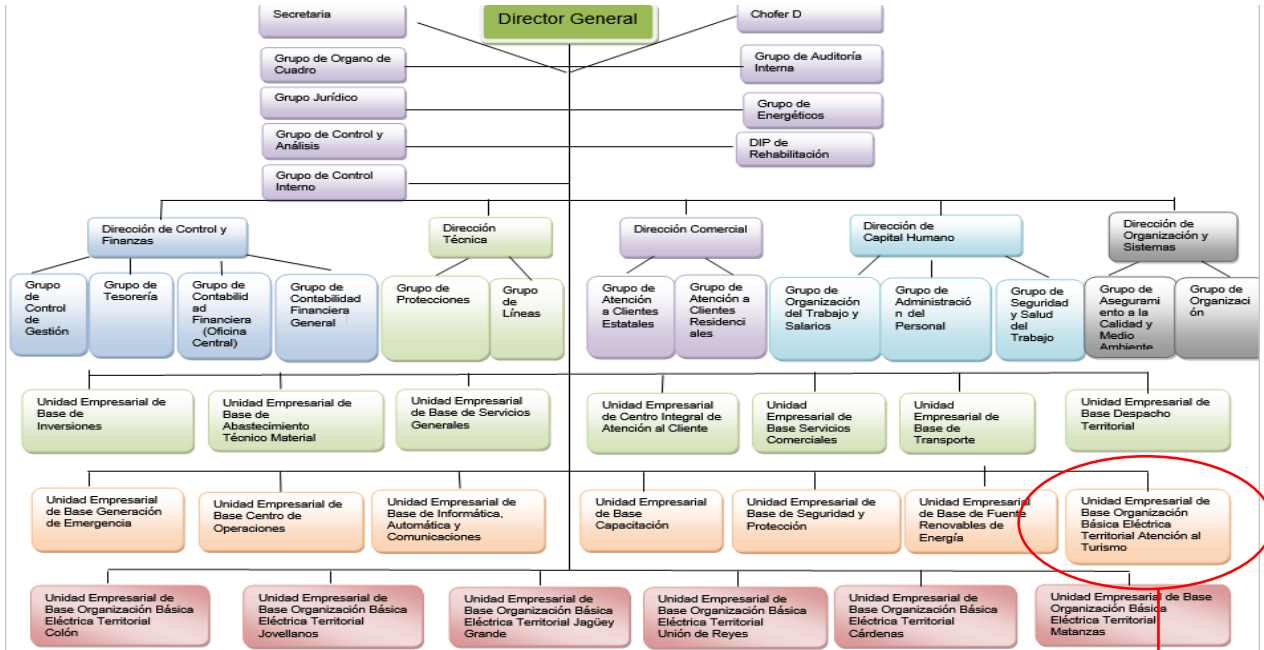 Secretaria
Director General
Chofer D
Grupo de Organo de
Cuadro
Grupo de Auditoría
Interna
Grupo Jurídico
Grupo de
Energéticos
Grupo de Control y
Análisis
DIP de
Rehabilitación
Grupo de Control
Interno
Dirección de Control y
Finanzas
Dirección
Técnica
Dirección Comercial
Dirección de
Capital Humano
Dirección de
Organización y
Sistemas
Grupo
de
Control
de
Gestión
Grupo de
Tesorería
Grupo de
Contabilid
ad
Financiera
(Oficina
Central)
Grupo de
Contabilidad
Financiera
General
Grupo de
Protecciones
Grupo
de
Líneas
Grupo de
Atención
a Clientes
Estatales
Grupo de
Atención a
Clientes
Residenci
ales
Grupo de
Organización
del Trabajo y
Salarios
Grupo de
Administració
n del
Personal
Grupo de
Seguridad
y Salud
del
Trabajo
Grupo de
Asegurami
ento a la
Calidad y
Medio
Ambiente
Grupo de
Organizaci
ón
Unidad Empresarial de
Base de
Inversiones
Unidad Empresarial de
Base de
Abastecimiento
Técnico Material
Unidad Empresarial
de Base de Servicios
Generales
Unidad Empresarial
de Centro Integral de
Atención al Cliente
Unidad
Empresarial de
Base Servicios
Comerciales
Unidad
Empresarial de
Base de
Transporte
Unidad Empresarial de
Base Despacho
Territorial
Unidad Empresarial
de Base Generación
de Emergencia
Unidad Empresarial de
Base Centro de
Operaciones
Unidad Empresarial de
Base de Informática,
Automática y
Comunicaciones
Unidad Empresarial
de Base
Capacitación
Unidad Empresarial de
Base de Seguridad y
Protección
Unidad Empresarial
de Base de Fuente
Renovables de
Energía
Unidad Empresarial de
Base Organización
Básica Eléctrica
Territorial Atención al
Turismo
Unidad Empresarial de
Base Organización Básica
Eléctrica Territorial
Colón
Unidad Empresarial de
Base Organización Básica
Eléctrica Territorial
Jovellanos
Unidad Empresarial de
Base Organización Básica
Eléctrica Territorial Jagüey
Grande
Unidad Empresarial de
Base Organización Básica
Eléctrica Territorial
Unión de Reyes
Unidad Empresarial de
Base Organización Básica
Eléctrica Territorial
Cárdenas
Unidad Empresarial de Base
Organización Básica
Eléctrica Territorial
Matanzas